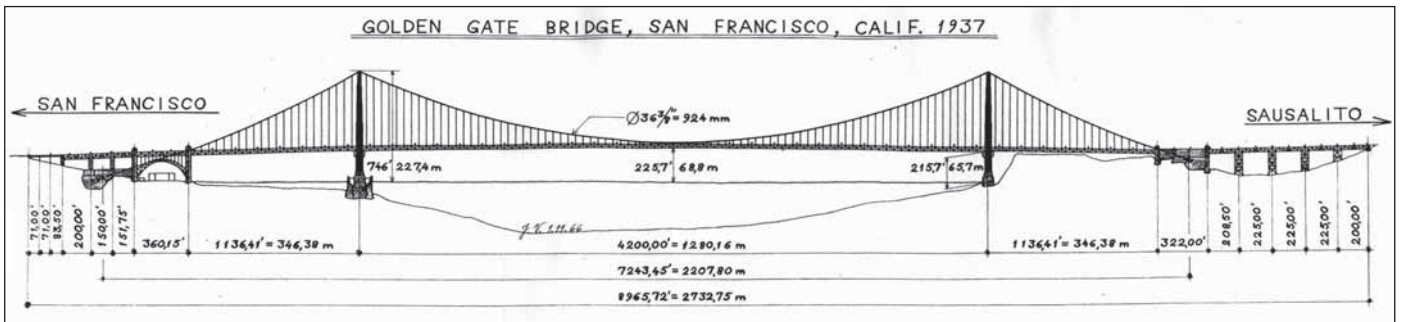 GOLDEN GATE BRIDGE, SAN FRANCISCO, CALIF. 1937
SAN FRANCISCO
SAUSALITO
Ø36⅜"=924 mm
746' 227,4 m
225,7' 68,8 m
215,7' 65,7 m
J.V. 1.11.66
71,00'
71,00'
83,50'
200,00'
150,00'
151,75'
360,15'
1136,41'=346,38 m
4200,00'=1280,16 m
1136,41'=346,38 m
322,00'
208,50'
225,00'
225,00'
225,00'
200,00'
7243,45'=2207,80 m
8965,72'=2732,75 m